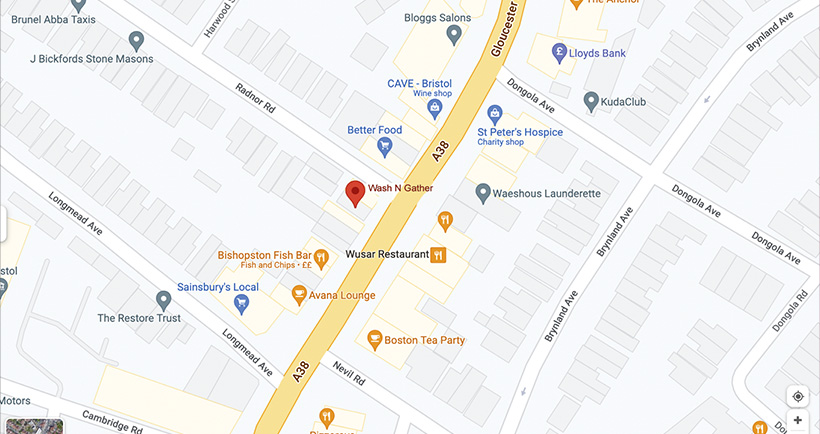 Brunel Abba Taxis
Harwood S
Bloggs Salons
Gloucester
The Anchor
Brynland Ave
J Bickfords Stone Masons
Lloyds Bank
CAVE - Bristol
Wine shop
Dongola Ave
Radnor Rd
KudaClub
Better Food
A38
St Peter's Hospice
Charity shop
Wash N Gather
Waeshous Launderette
Dongola Ave
Longmead Ave
Brynland Ave
Bishopston Fish Bar
Fish and Chips • ££
Wusar Restaurant
Dongola Ave
stol
Sainsbury's Local
Avana Lounge
Brynland Ave
Dongola Rd
The Restore Trust
Longmead Ave
Boston Tea Party
A38
Nevil Rd
Motors
Cambridge Rd